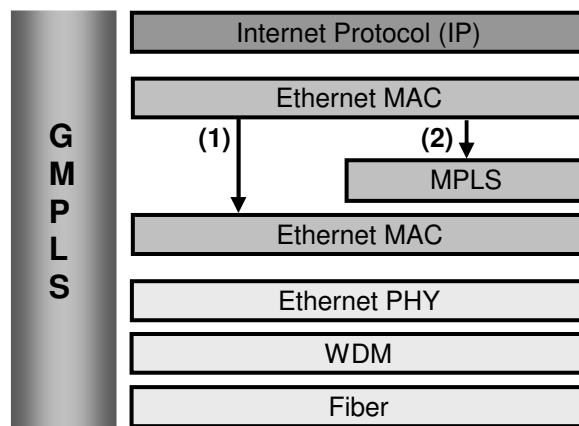 Internet Protocol (IP)
Ethernet MAC
(1)
(2)
G
M
P
L
S
MPLS
Ethernet MAC
Ethernet PHY
WDM
Fiber